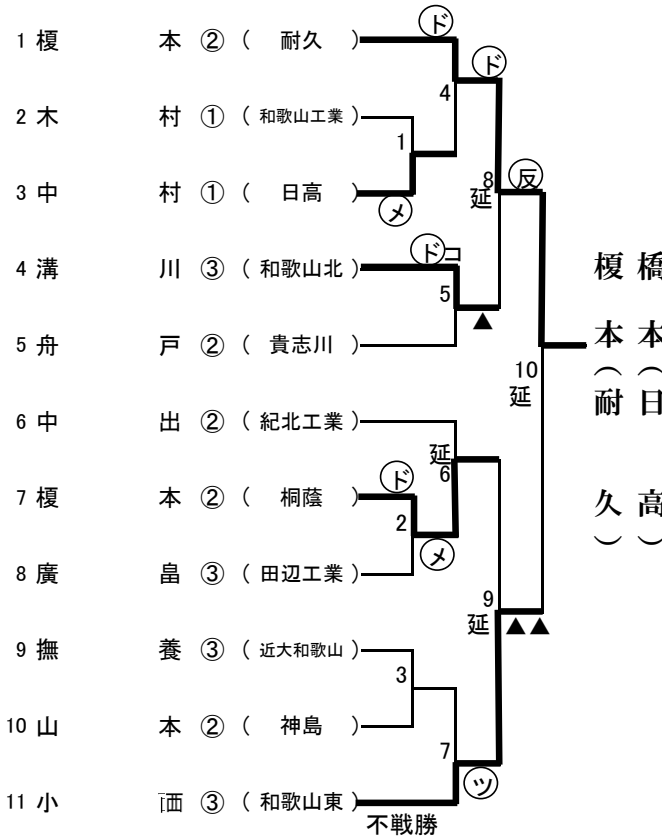 1 榎 本 ② ( 耐久 )
2 木 村 ① ( 和歌山工業 )
3 中 村 ① ( 日高 )
4 溝 川 ③ ( 和歌山北 )
5 舟 戸 ② ( 貴志川 )
6 中 出 ② ( 紀北工業 )
7 榎 本 ② ( 桐蔭 )
8 廣 畠 ③ ( 田辺工業 )
9 撫 養 ③ ( 近大和歌山 )
10 山 本 ② ( 神島 )
11 小 ③ ( 和歌山東 )
不戦勝
ド
4
1
メ
ド
8
延
反
ド コ
5
▲
10
延
延
6
ド
2
メ
9
延
▲▲
3
7
ツ
橋本(日高)
榎本(耐久)